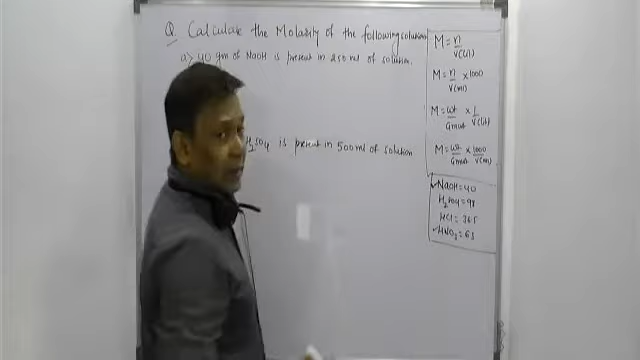 Q. Calculate the Molarity of the following solution
a> 40 gm of NaOH is present in 250 ml of solution.
H2SO4 is present in 500 ml of solution
M = n/V(lit)
M = n/V(ml) × 1000
M = wt/Gmwt × 1/V(lit)
M = wt/Gmwt × 1000/V(ml)
✓NaOH = 40
H2SO4 = 98
HCl = 36.5
✓HNO3 = 63